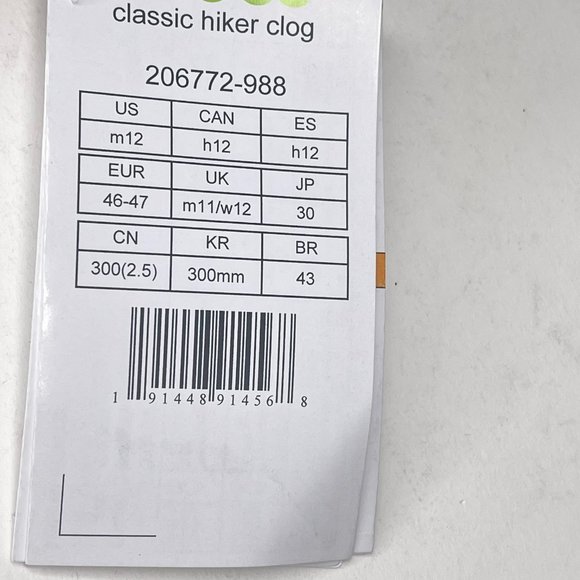 classic hiker clog
206772-988
US CAN ES
m12 h12 h12
EUR UK JP
46-47 m11/w12 30
CN KR BR
300(2.5) 300mm 43
1 91448 91456 8